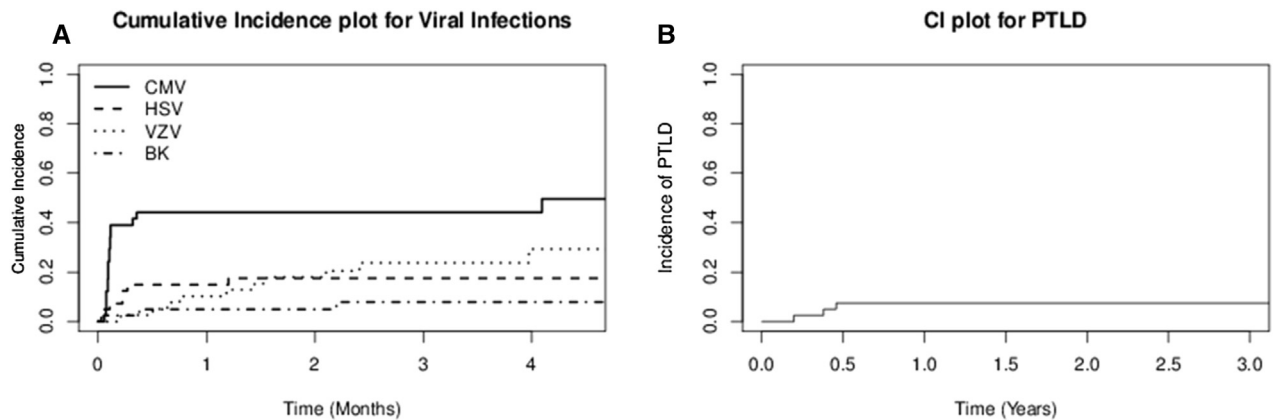 Cumulative Incidence plot for Viral Infections
A
CMV
HSV
VZV
BK
Cumulative Incidence
0.0 0.2 0.4 0.6 0.8 1.0
0 1 2 3 4
Time (Months)
CI plot for PTLD
B
Incidence of PTLD
0.0 0.2 0.4 0.6 0.8 1.0
0.0 0.5 1.0 1.5 2.0 2.5 3.0
Time (Years)